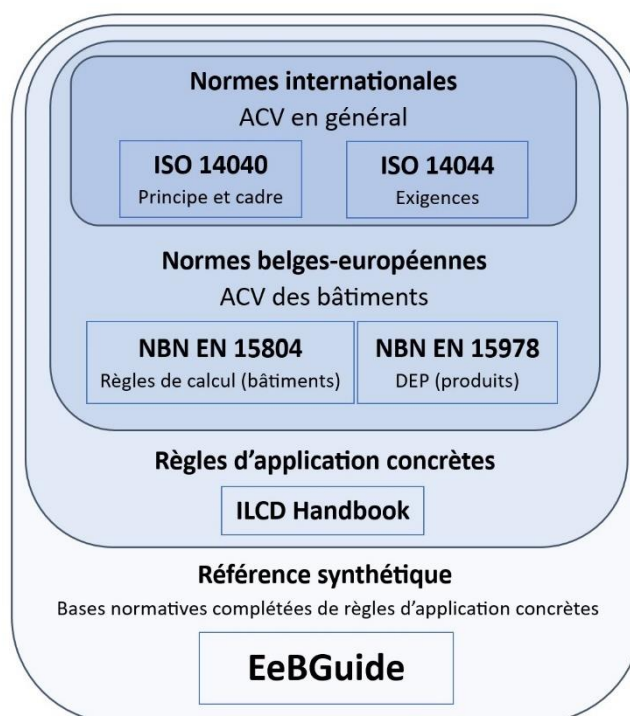 Normes internationales
ACV en général
ISO 14040
Principe et cadre
ISO 14044
Exigences
Normes belges-européennes
ACV des bâtiments
NBN EN 15804
Règles de calcul (bâtiments)
NBN EN 15978
DEP (produits)
Règles d'application concrètes
ILCD Handbook
Référence synthétique
Bases normatives complétées de règles d'application concrètes
EeBGuide